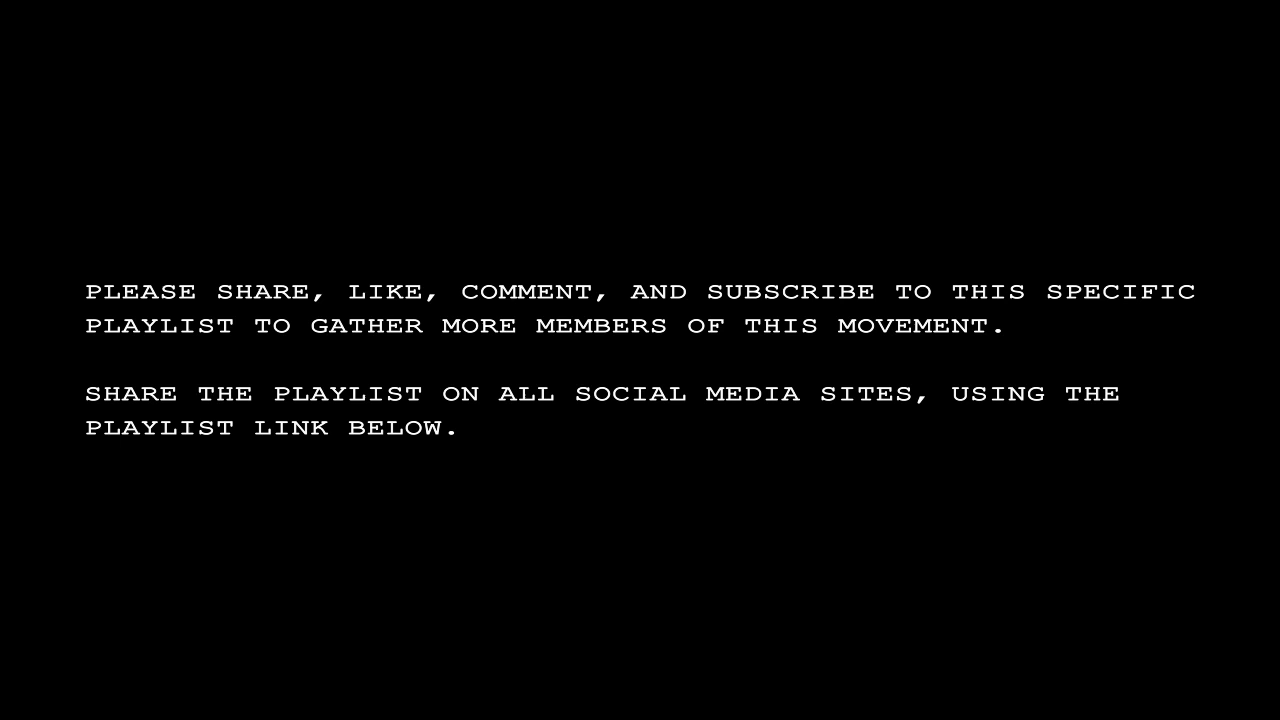 PLEASE SHARE, LIKE, COMMENT, AND SUBSCRIBE TO THIS SPECIFIC
PLAYLIST TO GATHER MORE MEMBERS OF THIS MOVEMENT.
SHARE THE PLAYLIST ON ALL SOCIAL MEDIA SITES, USING THE
PLAYLIST LINK BELOW.